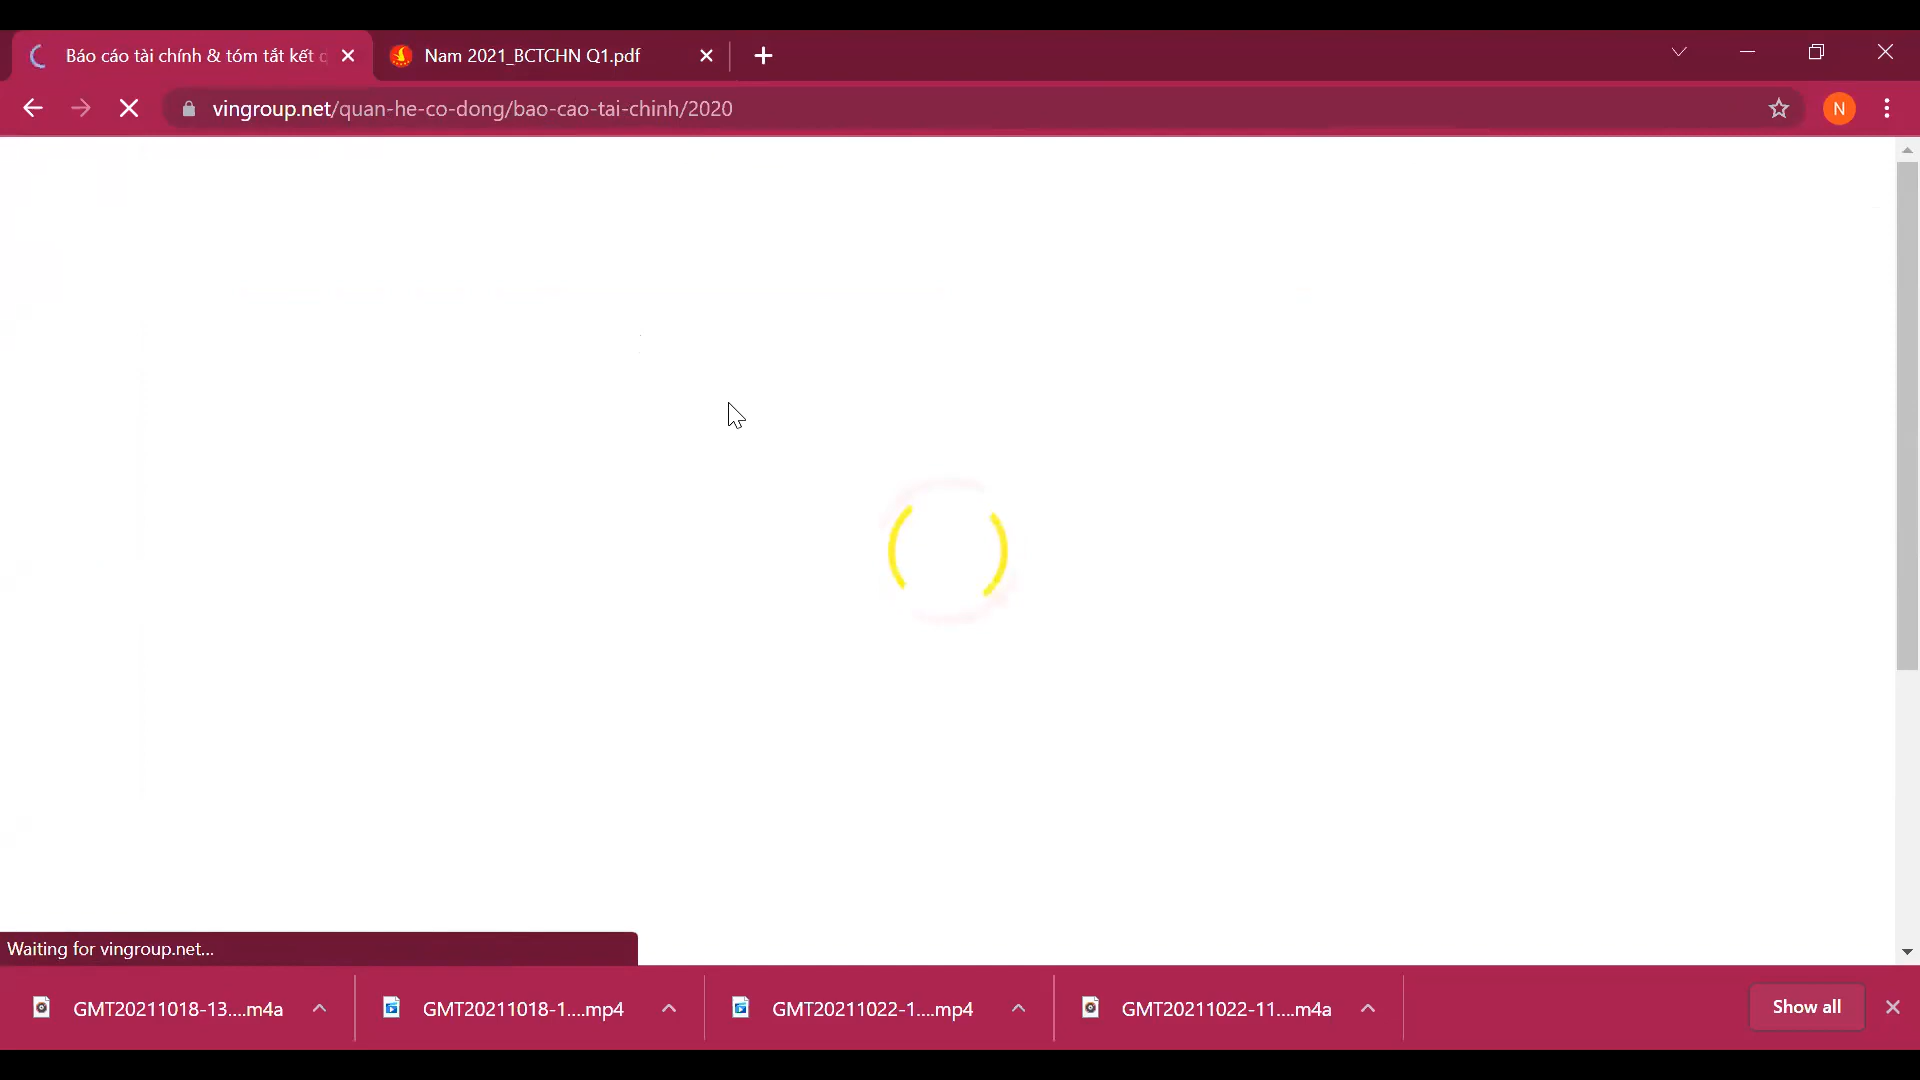 Báo cáo tài chính & tóm tắt kết
Nam 2021_BCTCHN Q1.pdf
vingroup.net/quan-he-co-dong/bao-cao-tai-chinh/2020
N
Waiting for vingroup.net...
GMT20211018-13....m4a
GMT20211018-1....mp4
GMT20211022-1....mp4
GMT20211022-11....m4a
Show all